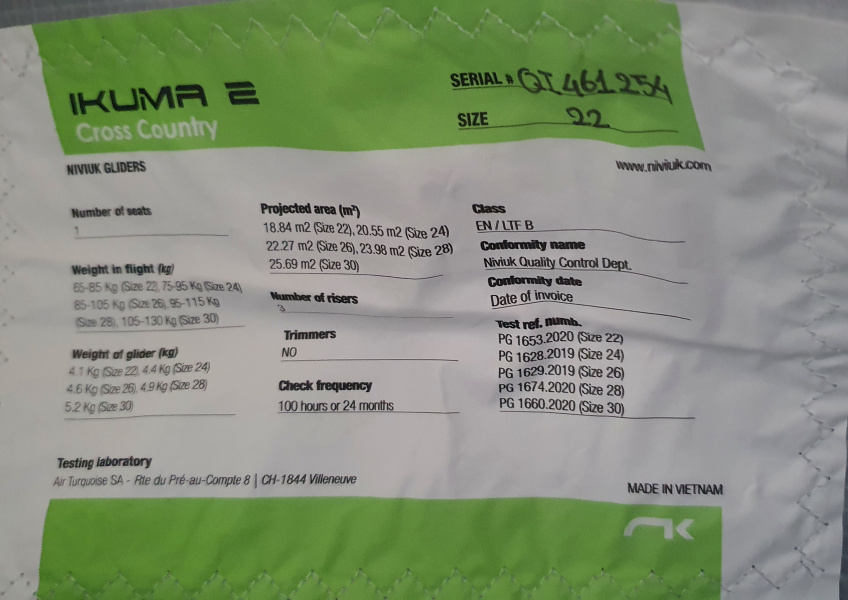 IKUMA 2
Cross Country
SERIAL # QI461254
SIZE 22
NIVIUK GLIDERS
www.niviuk.com
Number of seats
1
Weight in flight (kg)
65-85 Kg (Size 22), 75-95 Kg (Size 24)
85-105 Kg (Size 26), 95-115 Kg
(Size 28), 105-130 Kg (Size 30)
Weight of glider (kg)
4.1 Kg (Size 22), 4.4 Kg (Size 24)
4.6 Kg (Size 26), 4.9 Kg (Size 28)
5.2 Kg (Size 30)
Projected area (m²)
18.84 m2 (Size 22), 20.55 m2 (Size 24)
22.27 m2 (Size 26), 23.98 m2 (Size 28)
25.69 m2 (Size 30)
Number of risers
3
Trimmers
NO
Check frequency
100 hours or 24 months
Class
EN / LTF B
Conformity name
Niviuk Quality Control Dept.
Conformity date
Date of invoice
Test ref. numb.
PG 1653.2020 (Size 22)
PG 1628.2019 (Size 24)
PG 1629.2019 (Size 26)
PG 1674.2020 (Size 28)
PG 1660.2020 (Size 30)
Testing laboratory
Air Turquoise SA - Rte du Pré-au-Compte 8 | CH-1844 Villeneuve
MADE IN VIETNAM